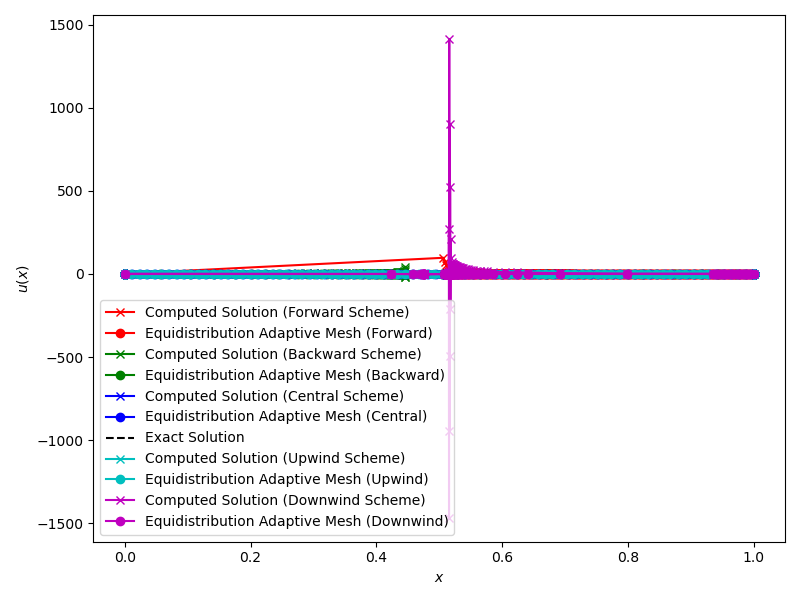 1500
1000
500
0
−500
−1000
−1500
u(x)
Computed Solution (Forward Scheme)
Equidistribution Adaptive Mesh (Forward)
Computed Solution (Backward Scheme)
Equidistribution Adaptive Mesh (Backward)
Computed Solution (Central Scheme)
Equidistribution Adaptive Mesh (Central)
Exact Solution
Computed Solution (Upwind Scheme)
Equidistribution Adaptive Mesh (Upwind)
Computed Solution (Downwind Scheme)
Equidistribution Adaptive Mesh (Downwind)
0.0 0.2 0.4 0.6 0.8 1.0
x